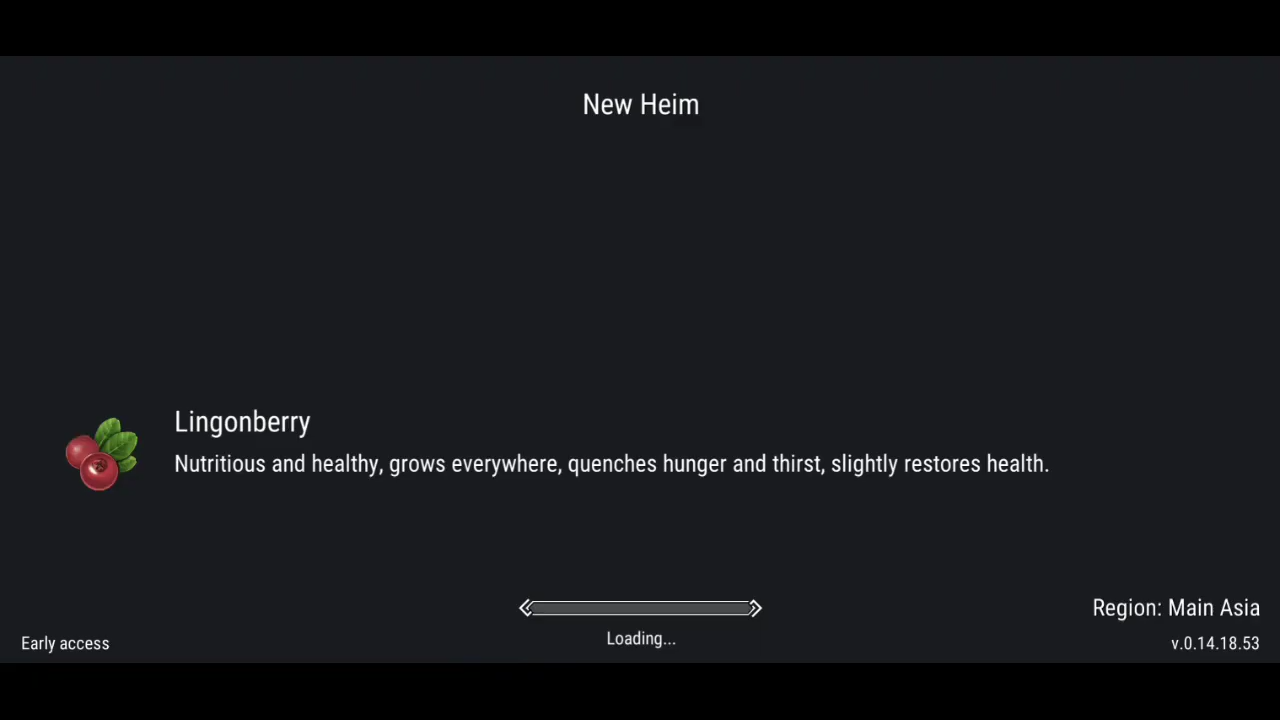 New Heim
Lingonberry
Nutritious and healthy, grows everywhere, quenches hunger and thirst, slightly restores health.
Region: Main Asia
Loading...
Early access
v.0.14.18.53